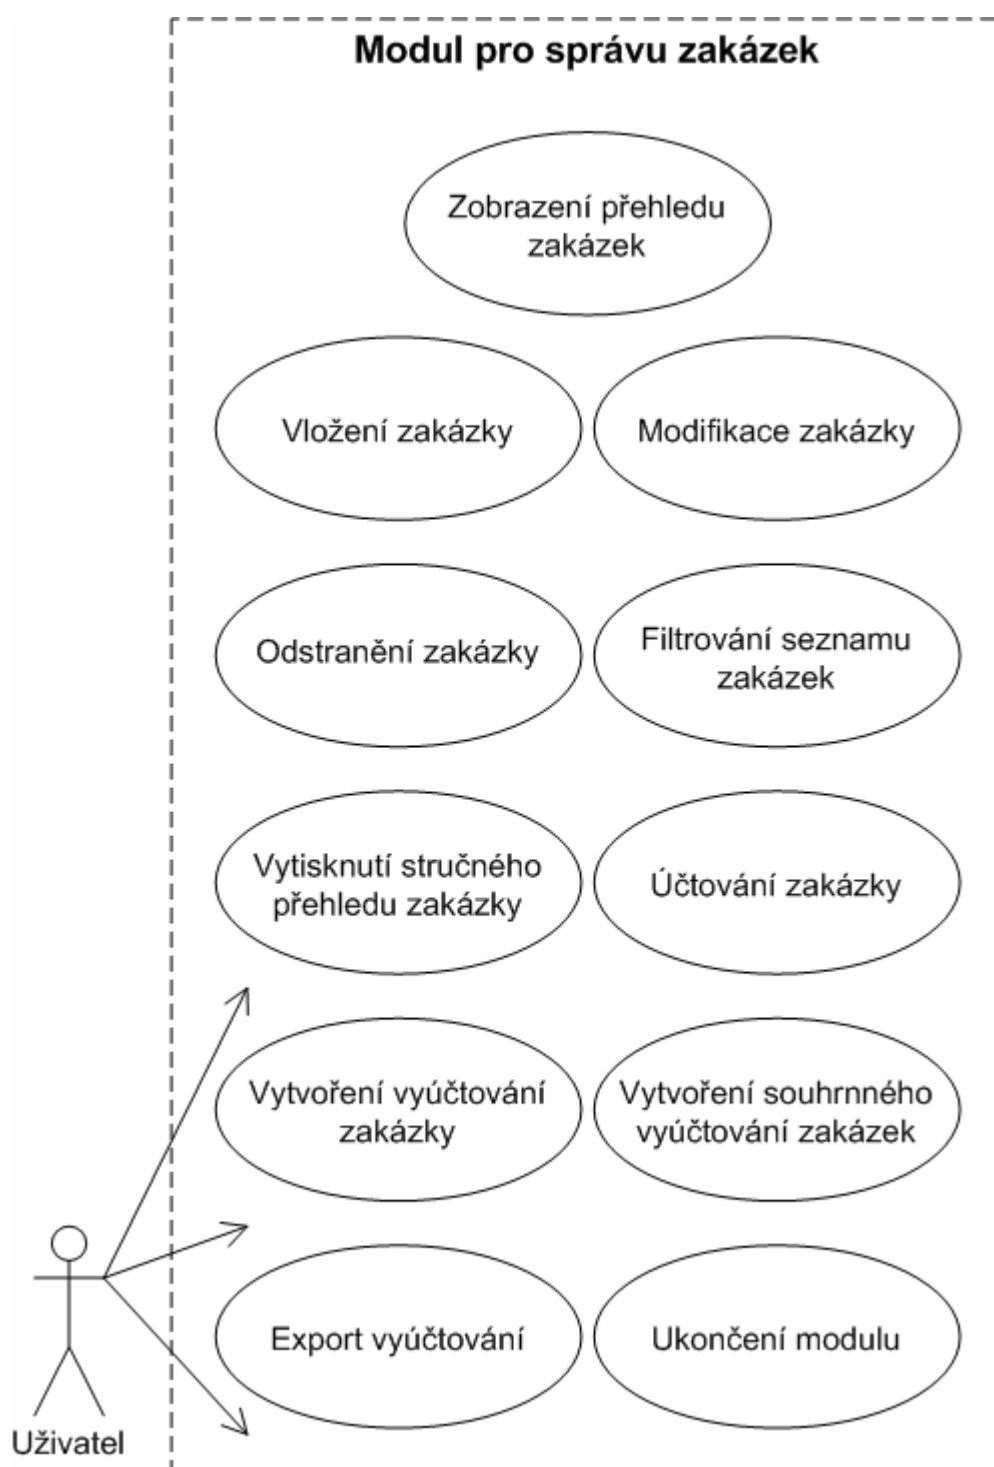 Modul pro správu zakázek
Zobrazení přehledu
zakázek
Vložení zakázky
Modifikace zakázky
Odstranění zakázky
Filtrování seznamu
zakázek
Vytisknutí stručného
přehledu zakázky
Účtování zakázky
Vytvoření vyúčtování
zakázky
Vytvoření souhrnného
vyúčtování zakázek
Export vyúčtování
Ukončení modulu
Uživatel